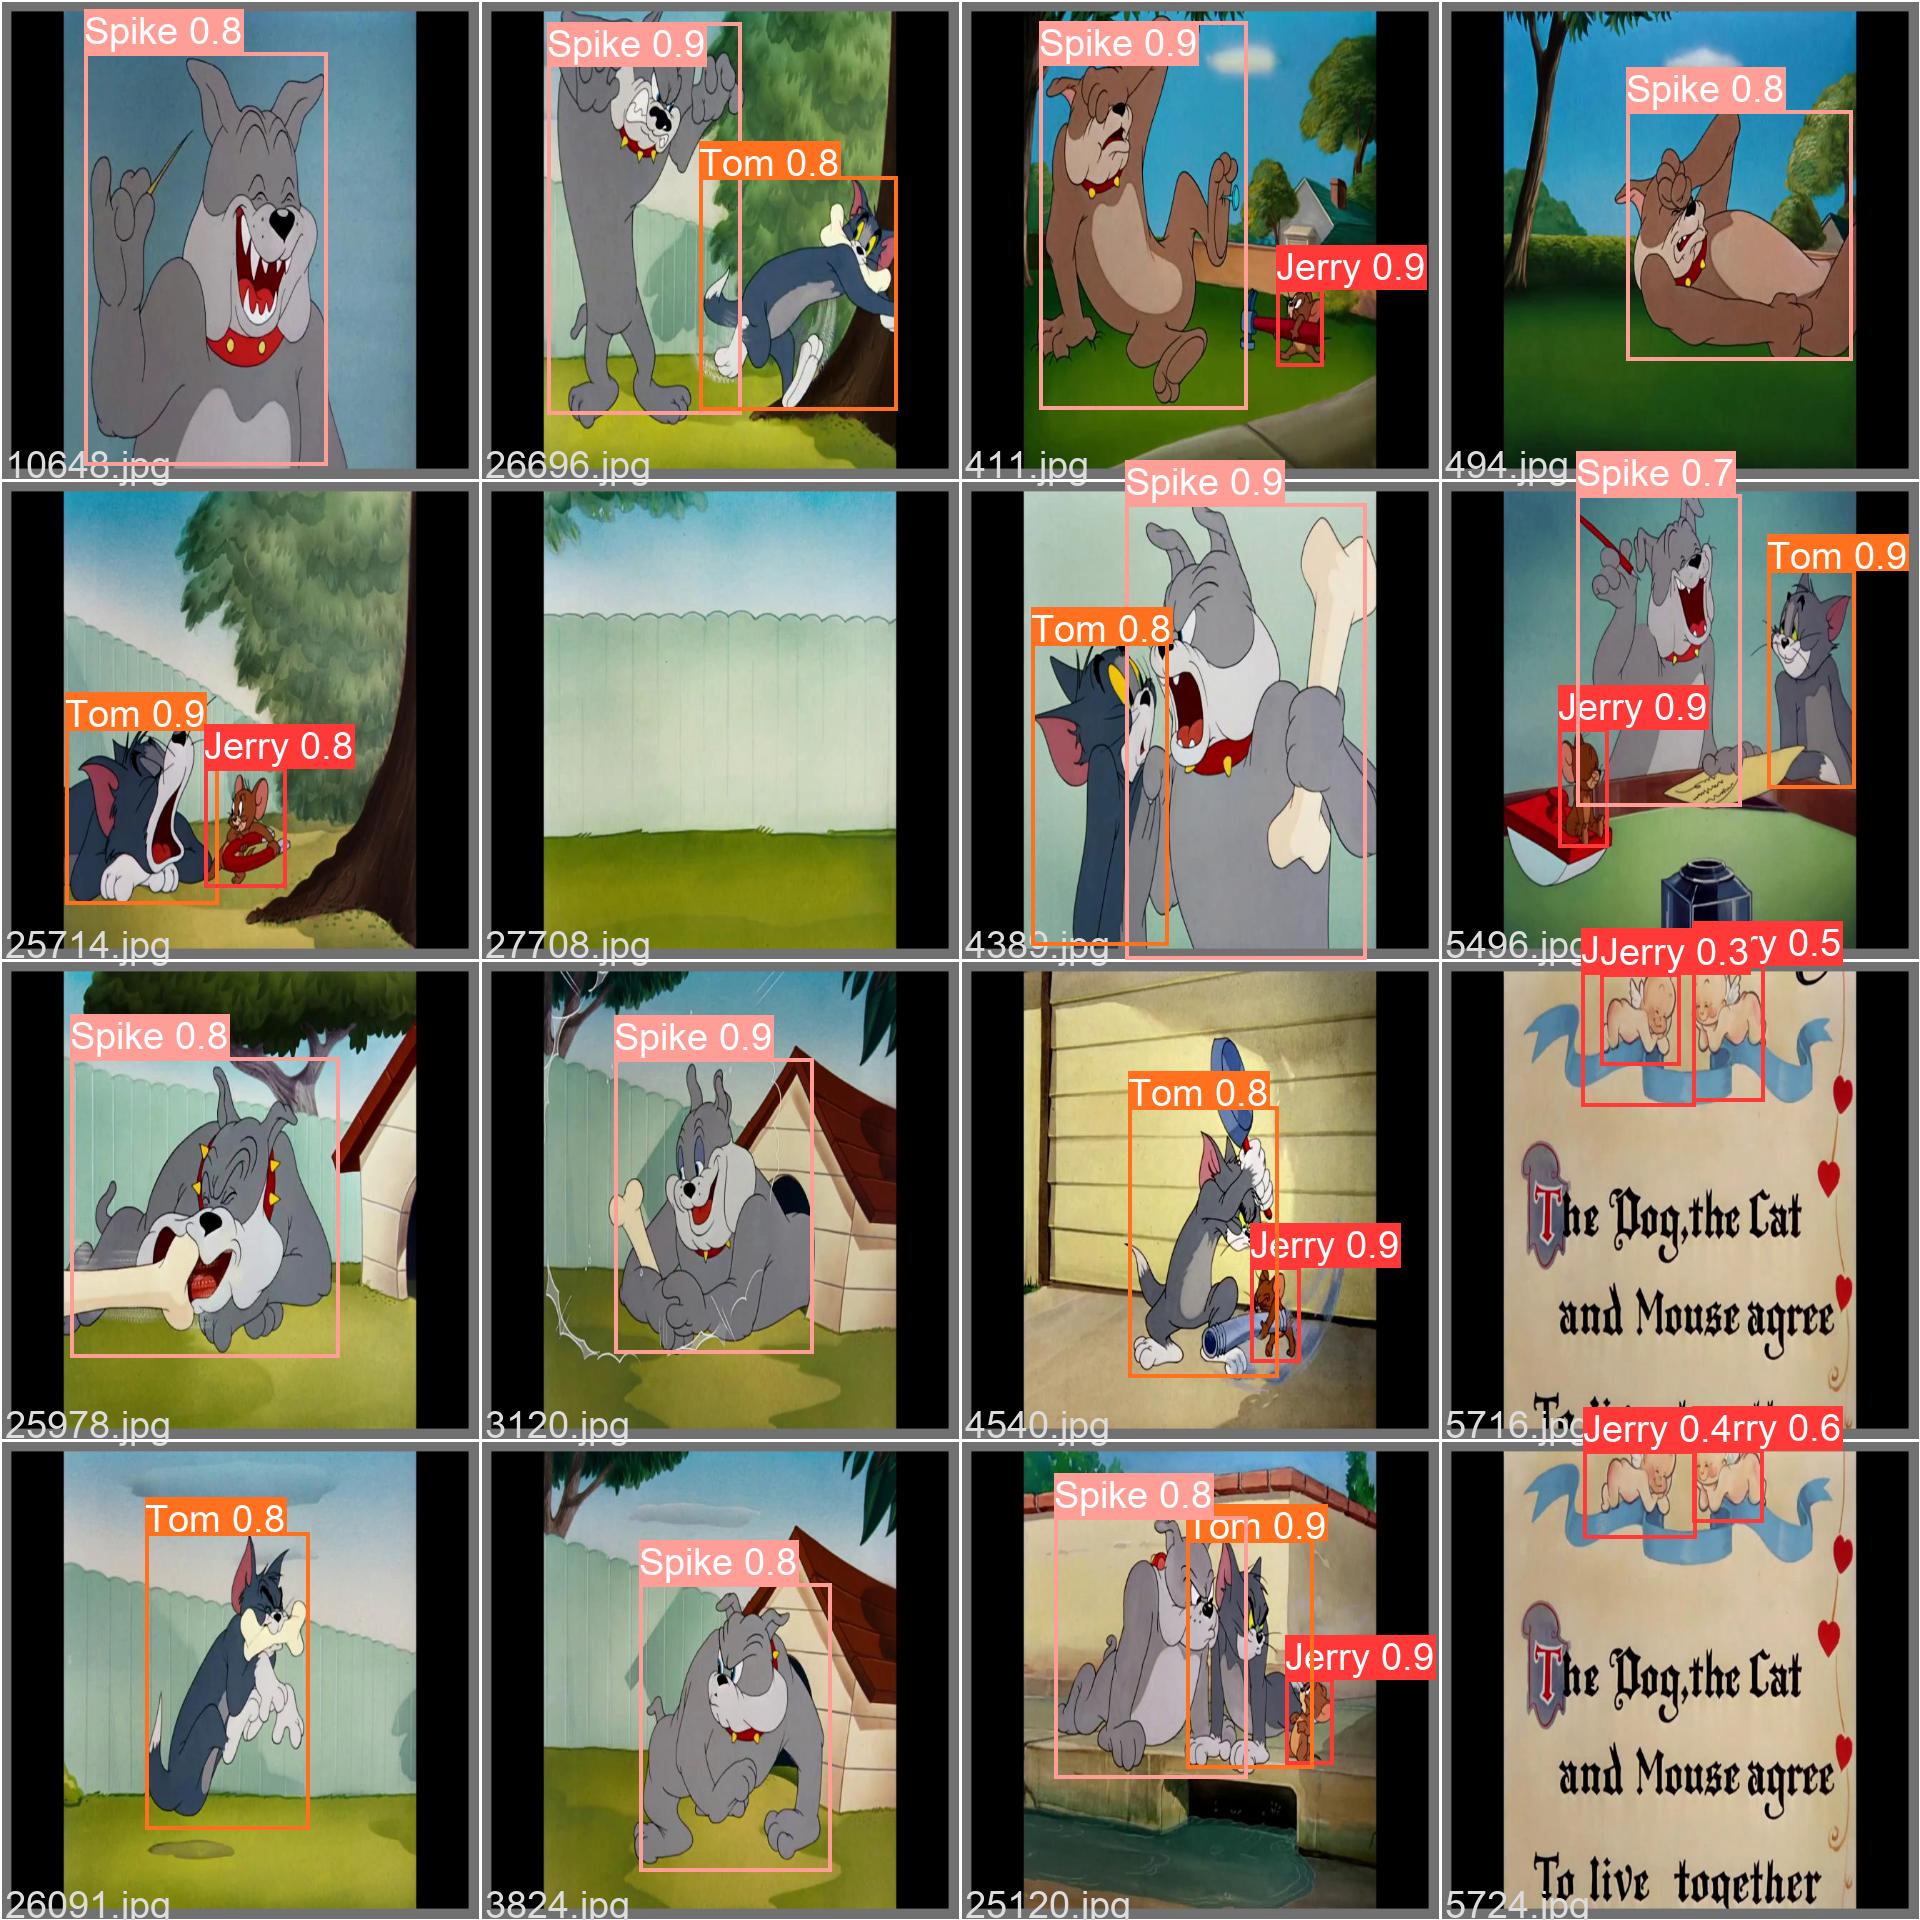 Spike 0.8
10648.jpg
Spike 0.9
Tom 0.8
26696.jpg
Spike 0.9
Jerry 0.9
411.jpg
Spike 0.8
494.jpg
Tom 0.9
Jerry 0.8
25714.jpg
27708.jpg
Spike 0.9
Tom 0.8
4389.jpg
Spike 0.7
Tom 0.9
Jerry 0.9
5496.jpg
Spike 0.8
25978.jpg
Spike 0.9
3120.jpg
Tom 0.8
Jerry 0.9
4540.jpg
J Jerry 0.3 ry 0.5
The Dog, the Cat
and Mouse agree
To live
5716.jpg
Tom 0.8
26091.jpg
Spike 0.8
3824.jpg
Spike 0.8
Tom 0.9
Jerry 0.9
25120.jpg
Jerry 0.4 rry 0.6
The Dog, the Cat
and Mouse agree
To live together
5724.jpg